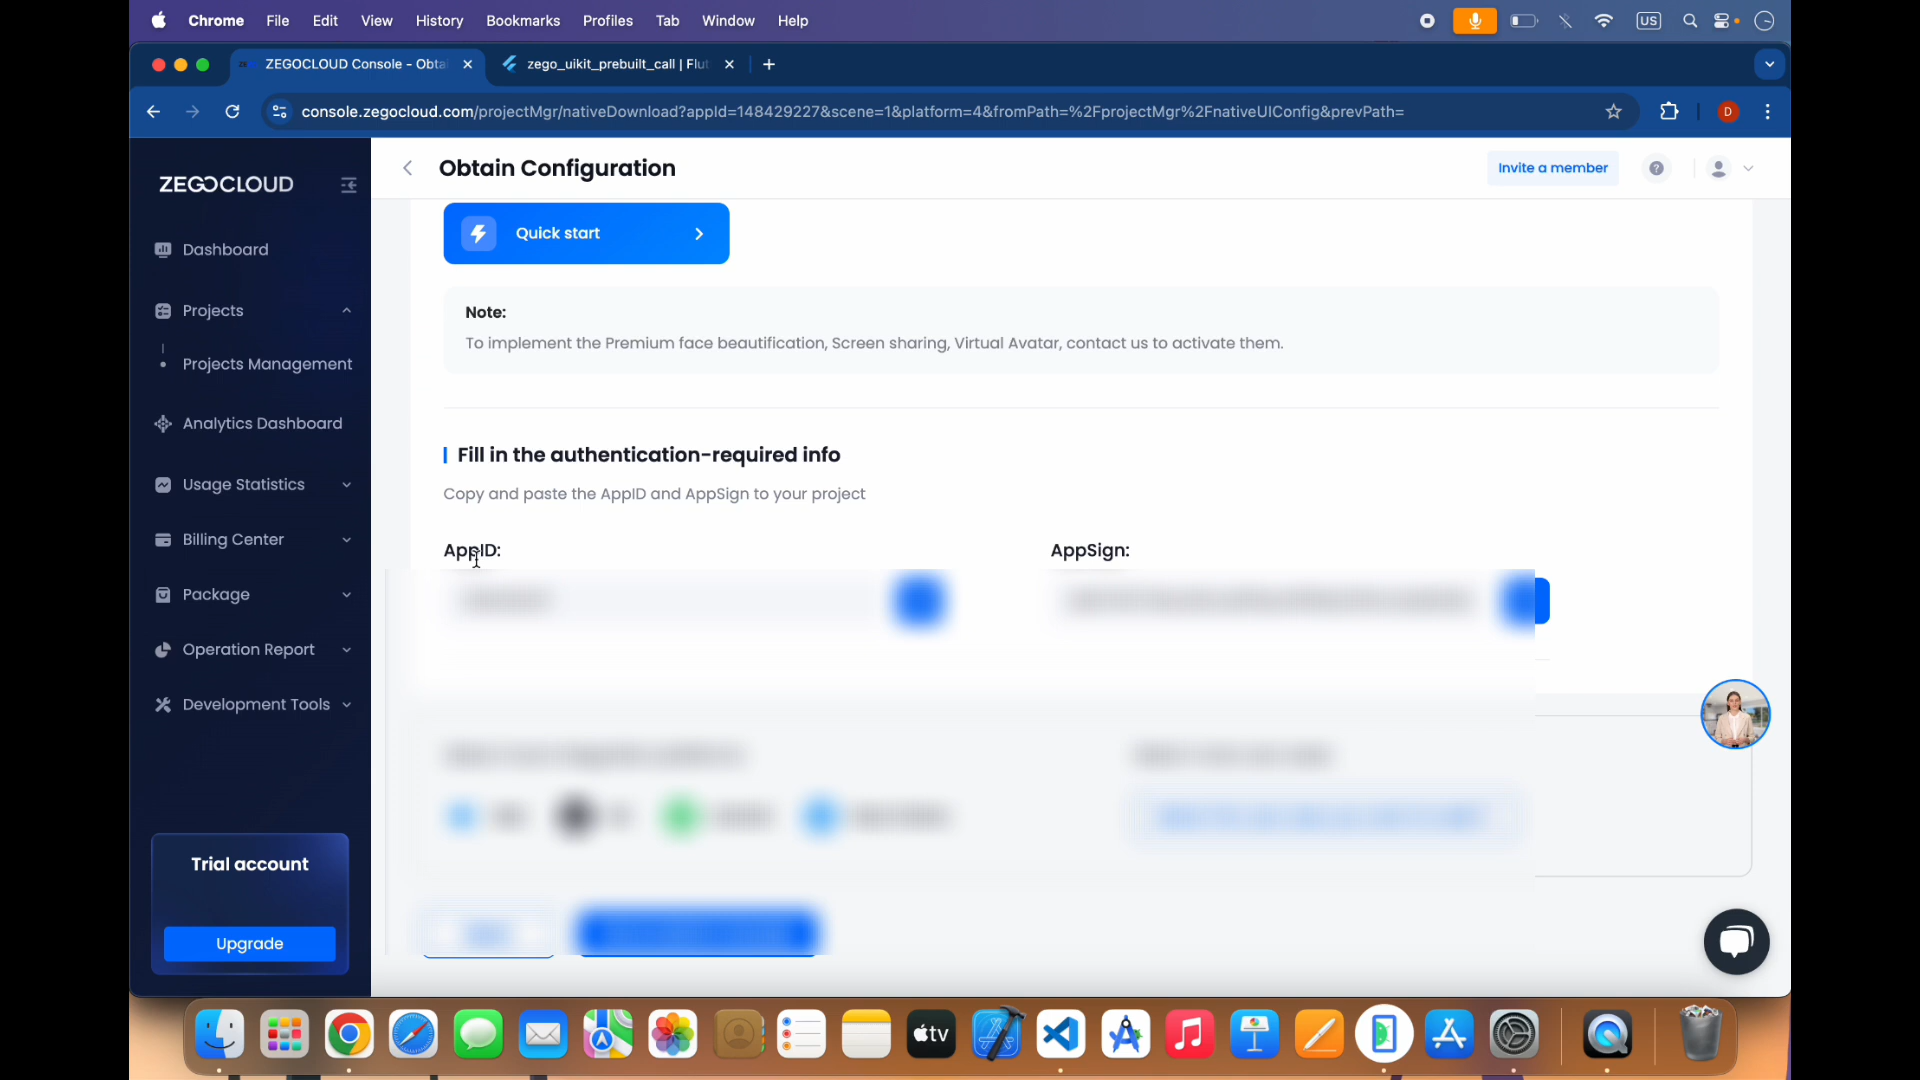 Chrome File Edit View History Bookmarks Profiles Tab Window Help
US
ZEGOCLOUD Console - Obtai
zego_uikit_prebuilt_call | Flut
console.zegocloud.com/projectMgr/nativeDownload?appId=148429227&scene=1&platform=4&fromPath=%2FprojectMgr%2FnativeUIConfig&prevPath=
D
ZEGOCLOUD
Obtain Configuration
Invite a member
Dashboard
Projects
Projects Management
Analytics Dashboard
Usage Statistics
Billing Center
Package
Operation Report
Development Tools
Trial account
Upgrade
Quick start
Note:
To implement the Premium face beautification, Screen sharing, Virtual Avatar, contact us to activate them.
Fill in the authentication-required info
Copy and paste the AppID and AppSign to your project
AppID:
AppSign:
tv